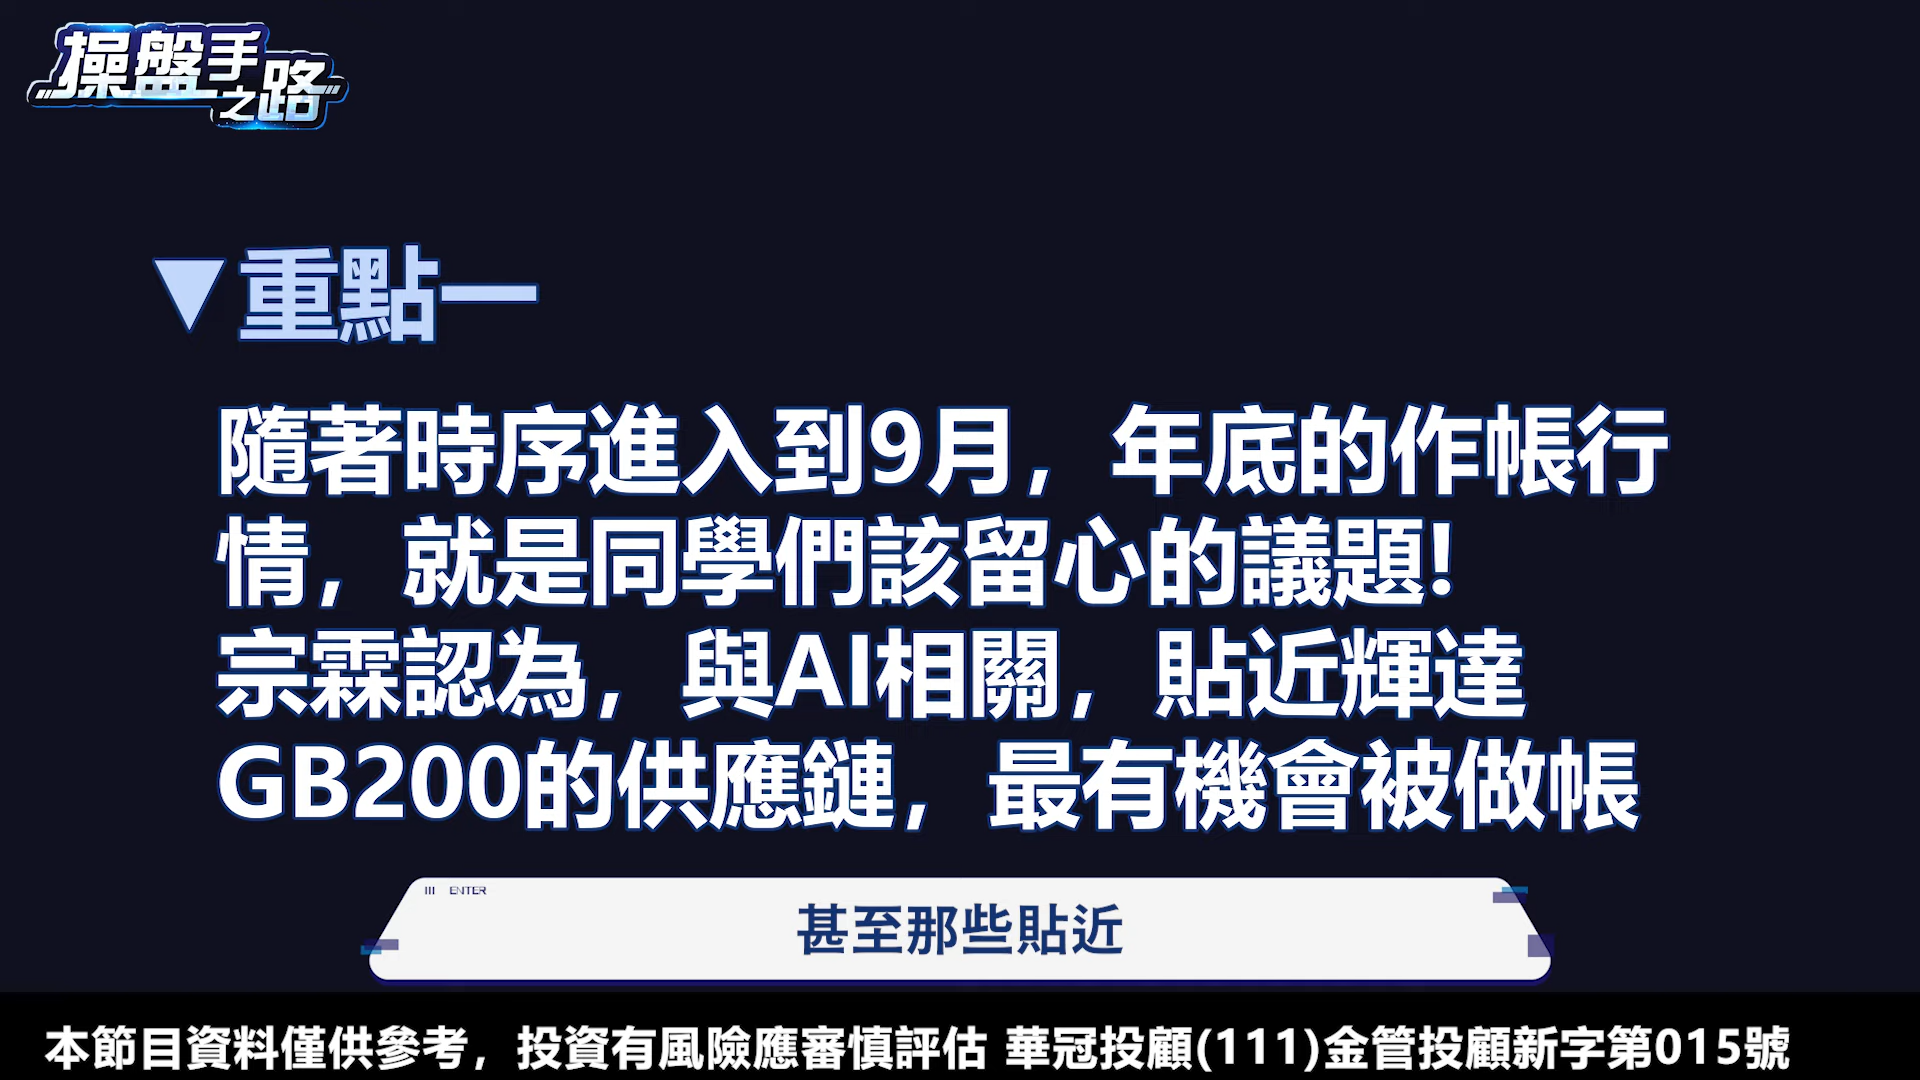 操盤手之路
▼重點一
隨著時序進入到9月，年底的作帳行
情，就是同學們該留心的議題!
宗霖認為，與AI相關，貼近輝達
GB200的供應鏈，最有機會被做帳
III ENTER
甚至那些貼近
本節目資料僅供參考，投資有風險應審慎評估 華冠投顧(111)金管投顧新字第015號